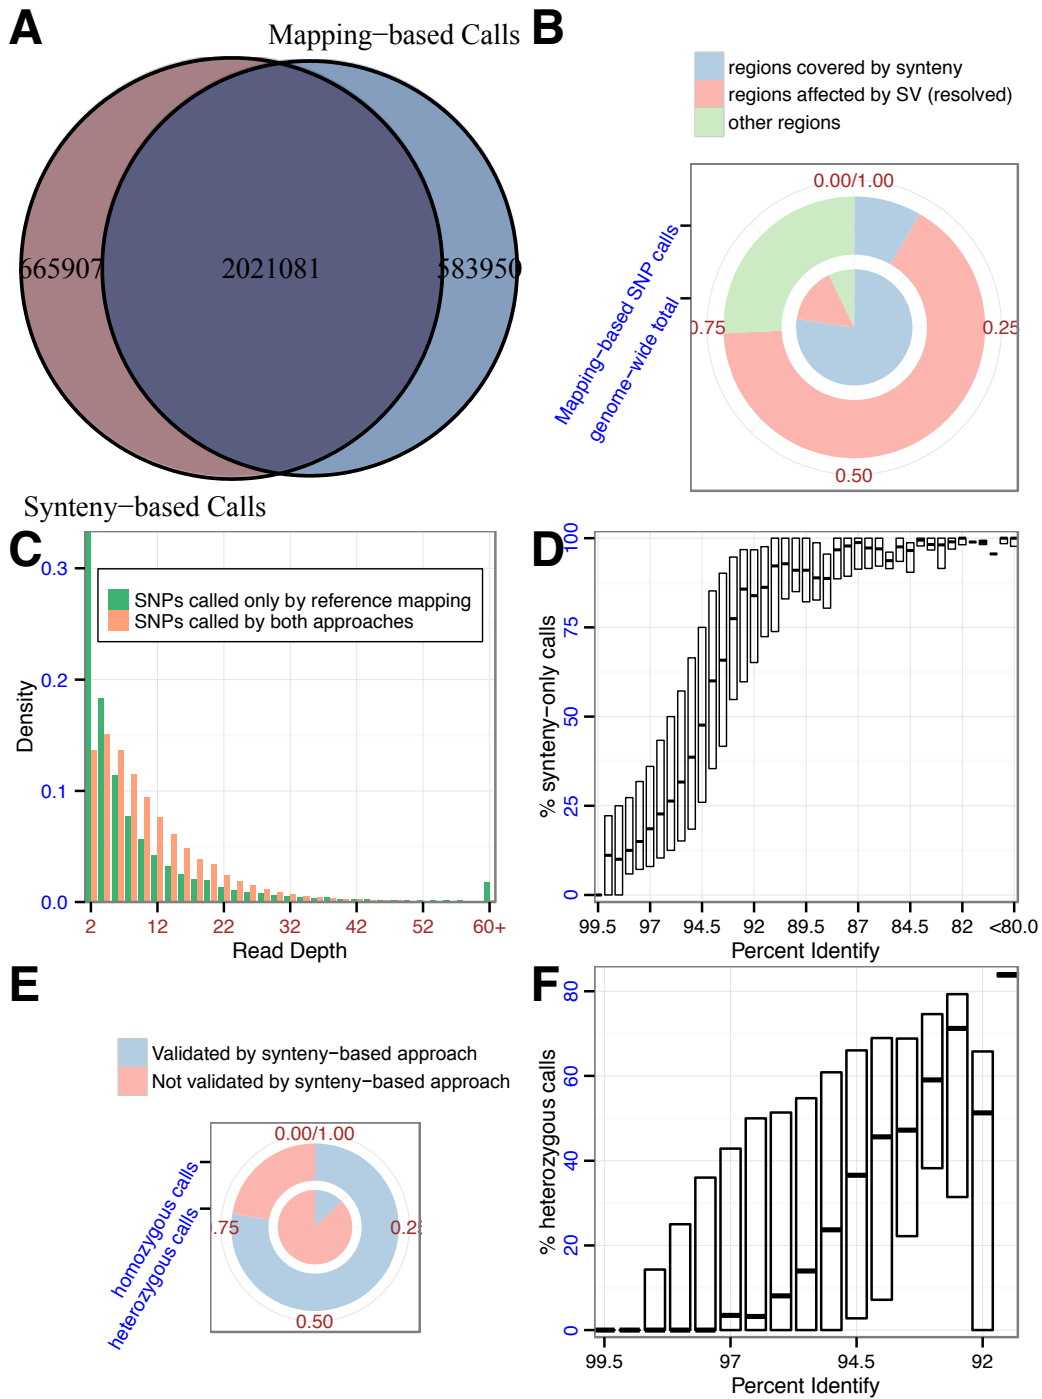 A
Mapping−based Calls
665907
2021081
583950
Synteny−based Calls
B
regions covered by synteny
regions affected by SV (resolved)
other regions
0.00/1.00
0.25
0.50
0.75
Mapping−based SNP calls
genome−wide total
C
SNPs called only by reference mapping
SNPs called by both approaches
Density
0.3
0.2
0.1
0.0
2 12 22 32 42 52 60+
Read Depth
D
% synteny−only calls
100
75
50
25
0
99.5 97 94.5 92 89.5 87 84.5 82 <80.0
Percent Identify
E
Validated by synteny−based approach
Not validated by synteny−based approach
0.00/1.00
0.25
0.50
.75
homozygous calls
heterozygous calls
F
% heterozygous calls
80
60
40
20
0
99.5 97 94.5 92
Percent Identify